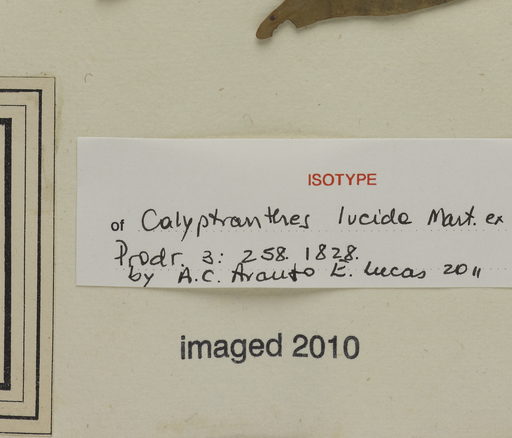 ISOTYPE
of Calyptranthes lucida Mart. ex
Prodr. 3: 258. 1828.
by A.C. Araujo E. Lucas 2011
imaged 2010